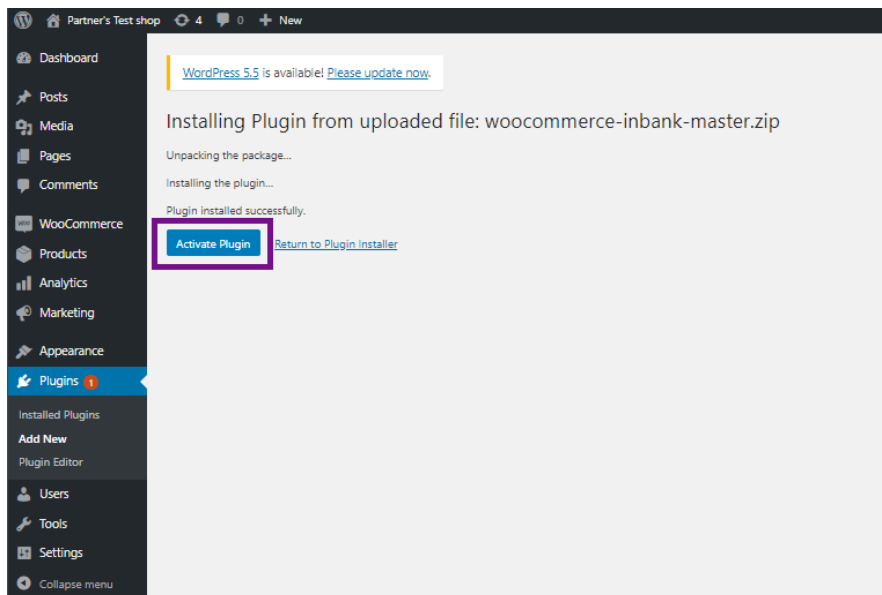 Partner's Test shop 4 0 New
Dashboard
Posts
Media
Pages
Comments
WooCommerce
Products
Analytics
Marketing
Appearance
Plugins 1
Installed Plugins
Add New
Plugin Editor
Users
Tools
Settings
Collapse menu
WordPress 5.5 is available! Please update now.
Installing Plugin from uploaded file: woocommerce-inbank-master.zip
Unpacking the package...
Installing the plugin...
Plugin installed successfully.
Activate Plugin Return to Plugin Installer